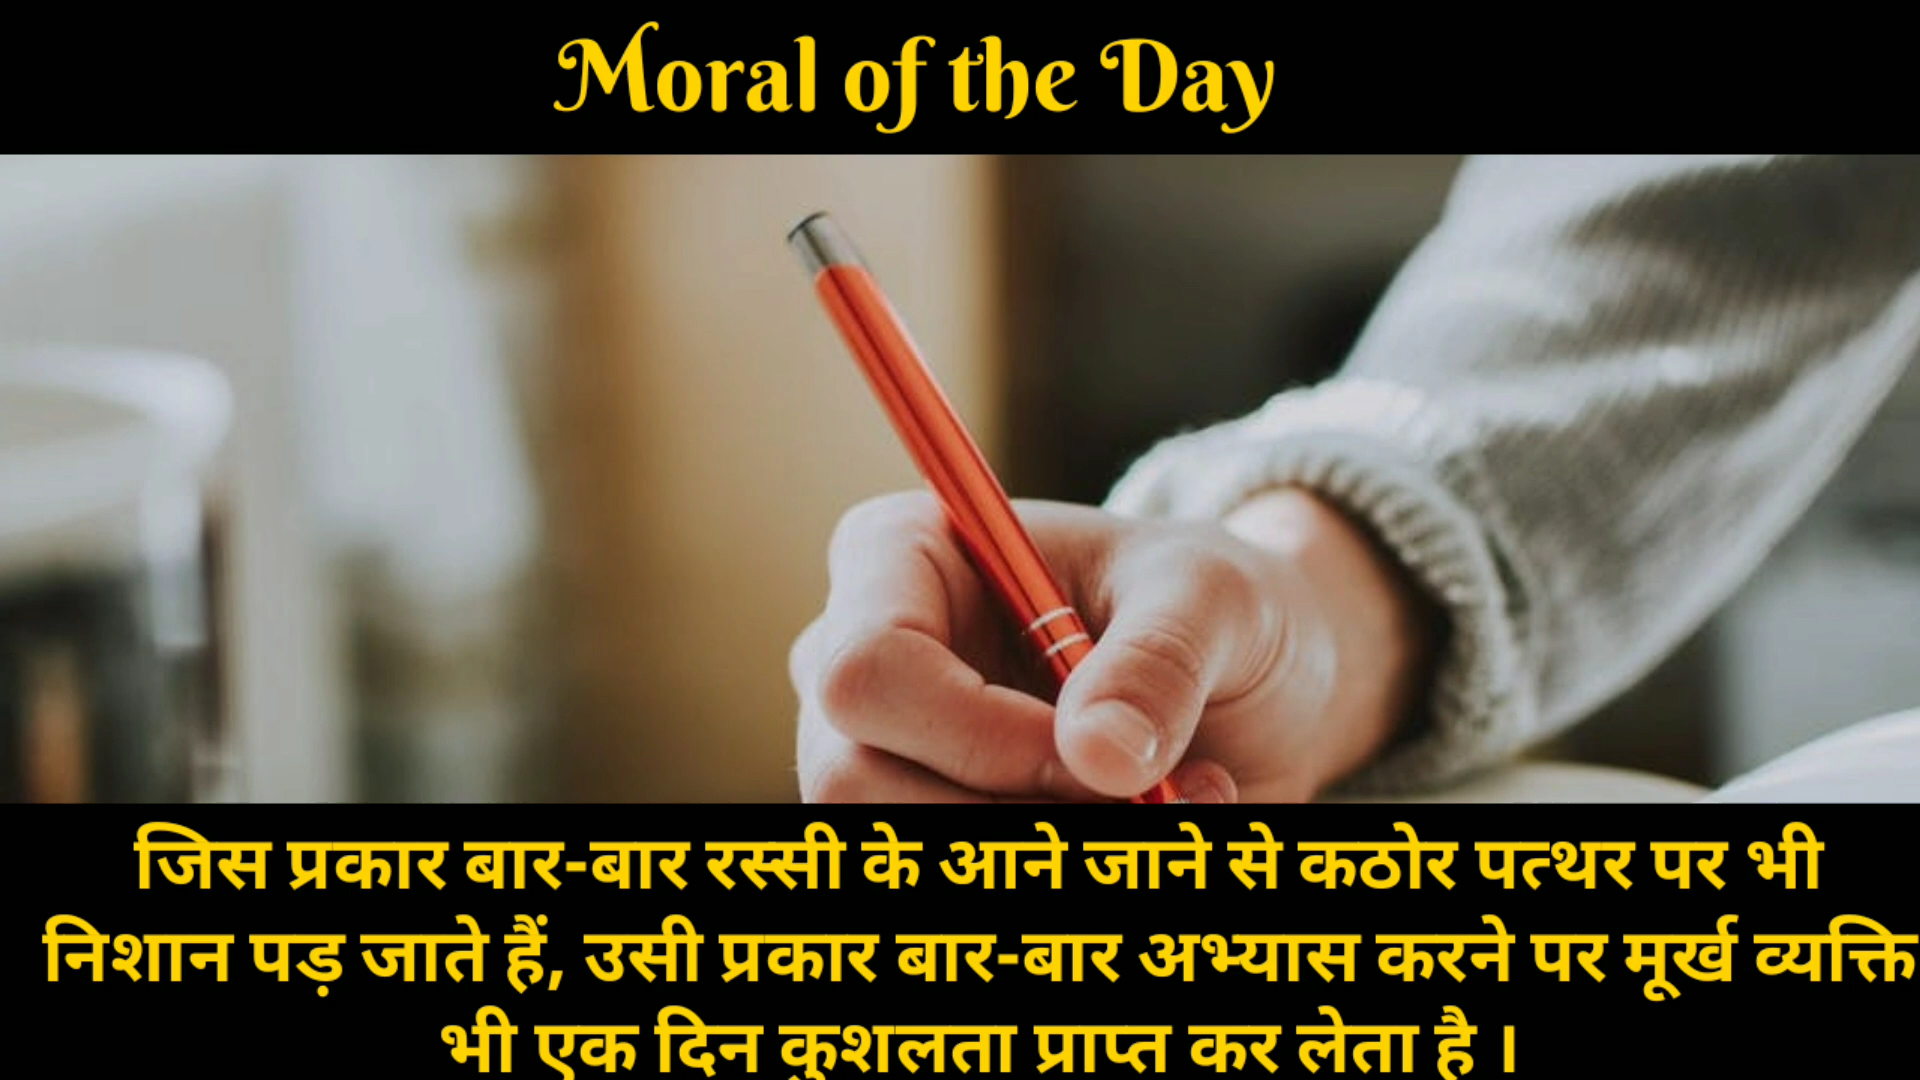 Moral of the Day
जिस प्रकार बार-बार रस्सी के आने जाने से कठोर पत्थर पर भी
निशान पड़ जाते हैं, उसी प्रकार बार-बार अभ्यास करने पर मूर्ख व्यक्ति
भी एक दिन कुशलता प्राप्त कर लेता है ।